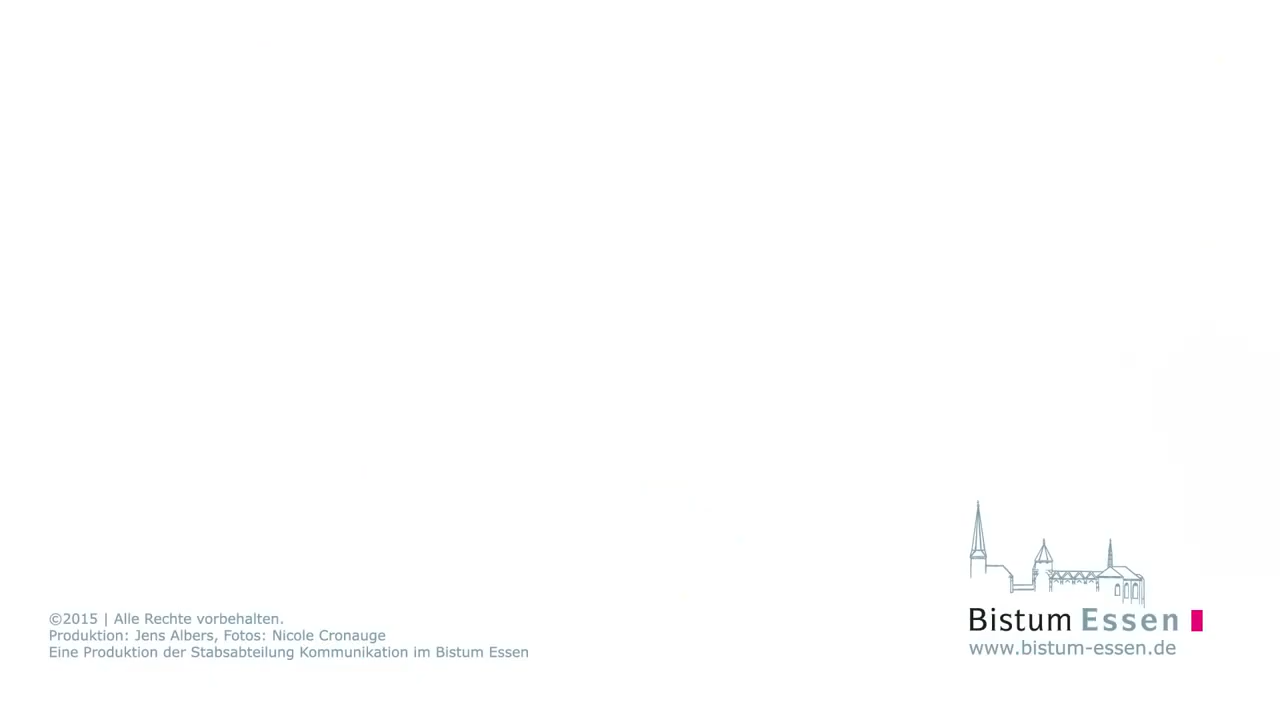 ©2015 | Alle Rechte vorbehalten.
Produktion: Jens Albers, Fotos: Nicole Cronauge
Eine Produktion der Stabsabteilung Kommunikation im Bistum Essen
Bistum Essen
www.bistum-essen.de